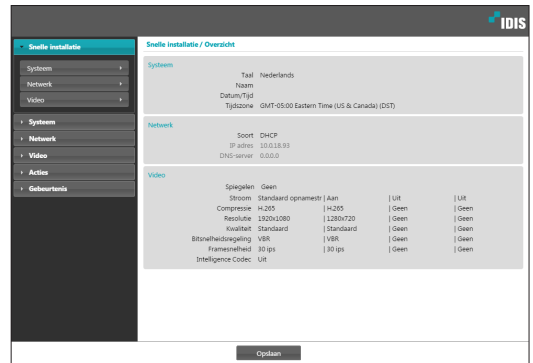 IDIS
Snelle installatie
Systeem
Netwerk
Video
Systeem
Netwerk
Video
Acties
Gebeurtenis
Snelle installatie / Overzicht
Systeem
Taal Nederlands
Naam
Datum/Tijd
Tijdszone GMT-05:00 Eastern Time (US & Canada) (DST)
Netwerk
Soort DHCP
IP adres 10.0.18.93
DNS-server 0.0.0.0
Video
Spiegelen Geen
Stroom Standaard opnamestr | Aan | Uit | Uit
Compressie H.265 | H.265 | Geen | Geen
Resolutie 1920x1080 | 1280x720 | Geen | Geen
Kwaliteit Standaard | Standaard | Geen | Geen
Bitsnelheidsregeling VBR | VBR | Geen | Geen
Framesnelheid 30 ips | 30 ips | Geen | Geen
Intelligence Codec Uit
Opslaan